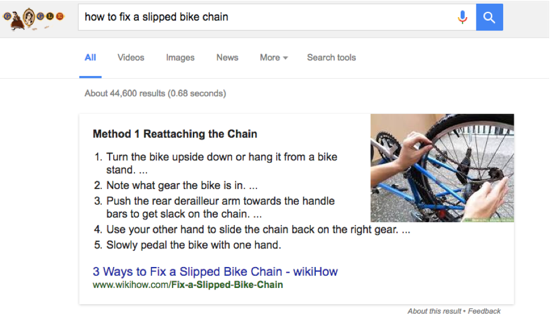 how to fix a slipped bike chain
All Videos Images News More Search tools
About 44,600 results (0.68 seconds)
Method 1 Reattaching the Chain
1. Turn the bike upside down or hang it from a bike
stand. ...
2. Note what gear the bike is in. ...
3. Push the rear derailleur arm towards the handle
bars to get slack on the chain. ...
4. Use your other hand to slide the chain back on the right gear. ...
5. Slowly pedal the bike with one hand.
3 Ways to Fix a Slipped Bike Chain - wikiHow
www.wikihow.com/Fix-a-Slipped-Bike-Chain
About this result • Feedback